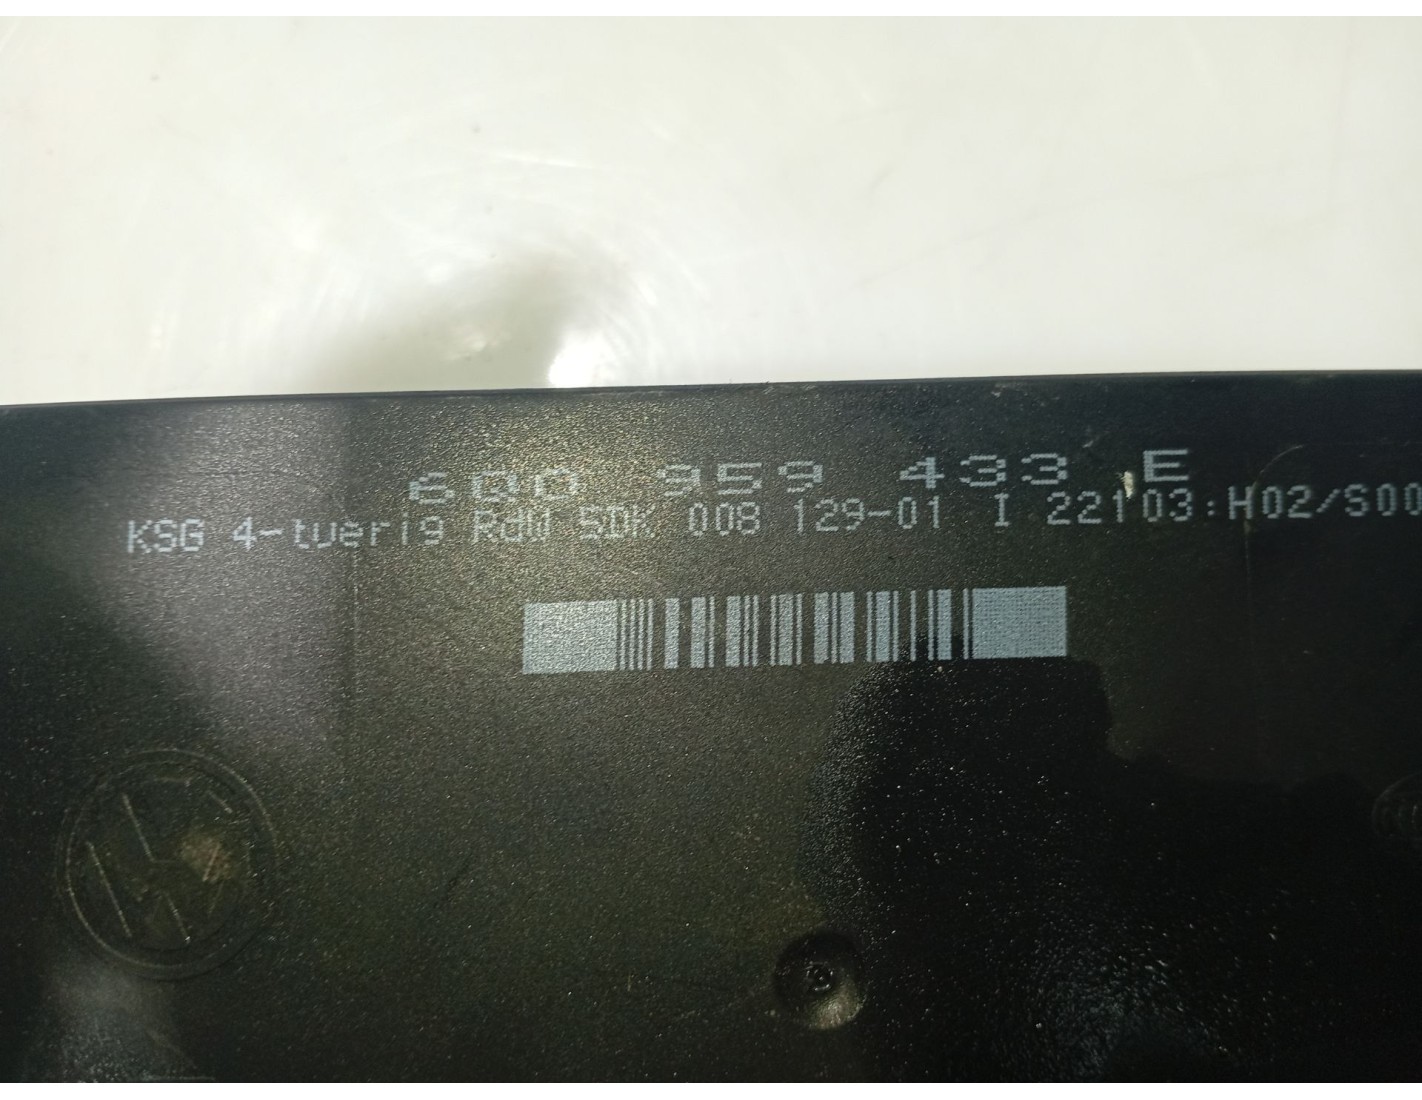 6Q0 959 433 E
KSG 4-tuerig RdW SDK 008 129-01 I 22103:H02/S00